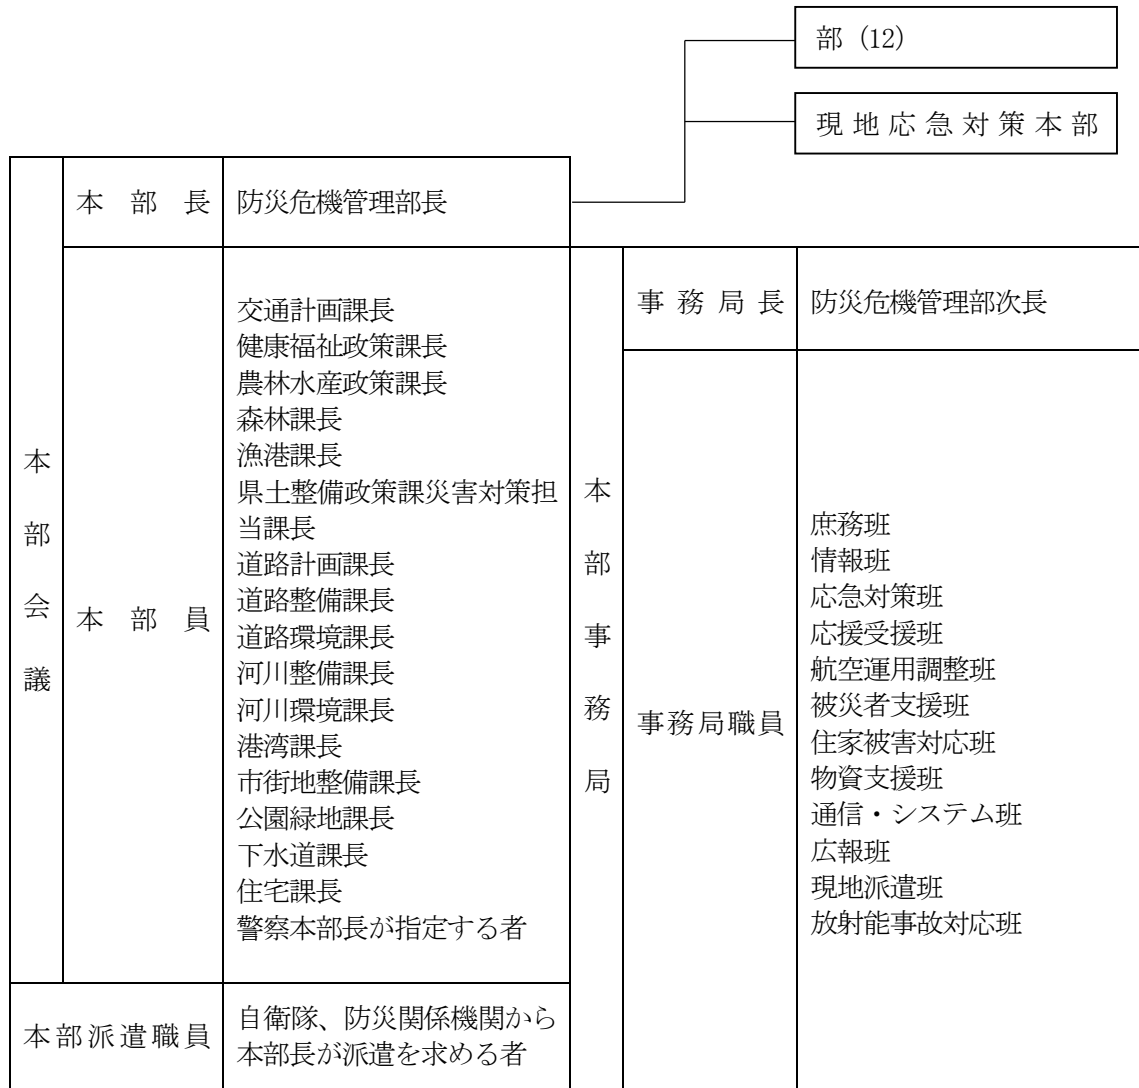 部（12）
現地応急対策本部
本部会議
本部長
防災危機管理部長
本部員
交通計画課長
健康福祉政策課長
農林水産政策課長
森林課長
漁港課長
県土整備政策課災害対策担
当課長
道路計画課長
道路整備課長
道路環境課長
河川整備課長
河川環境課長
港湾課長
市街地整備課長
公園緑地課長
下水道課長
住宅課長
警察本部長が指定する者
本部派遣職員
自衛隊、防災関係機関から
本部長が派遣を求める者
本部事務局
事務局長
防災危機管理部次長
事務局職員
庶務班
情報班
応急対策班
応援受援班
航空運用調整班
被災者支援班
住家被害対応班
物資支援班
通信・システム班
広報班
現地派遣班
放射能事故対応班